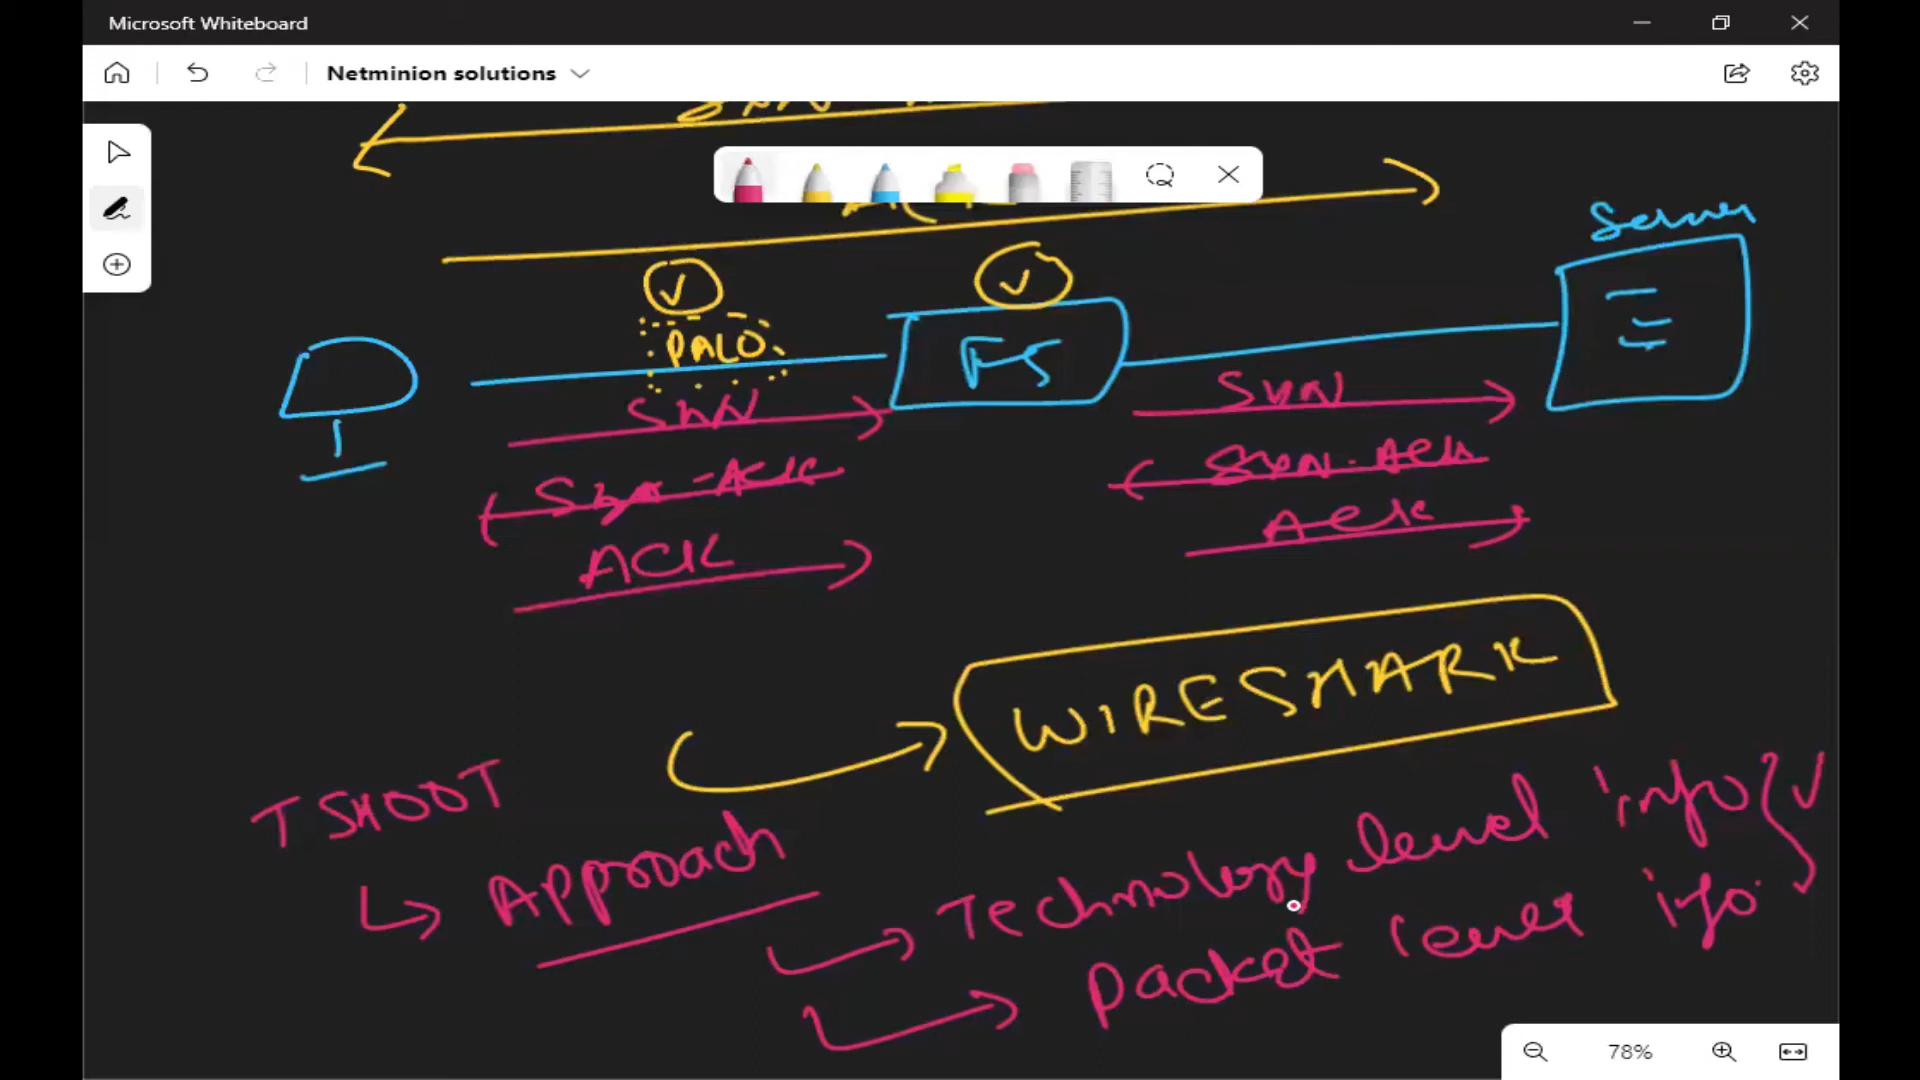 Microsoft Whiteboard
Netminion solutions
Server
PALO
F5
SYN
SYN
SYN-ACK
SYN-ACK
ACK
ACK
WIRESHARK
TSHOOT
Approach
Technology level info
packet level info
78%